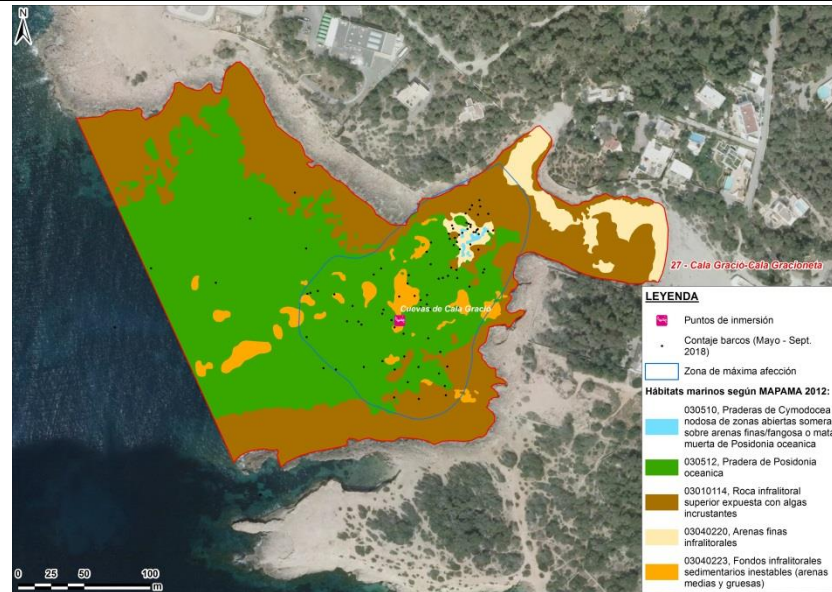 N
27 - Cala Gració-Cala Gracioneta
Cuevas de Cala Gració
LEYENDA
Puntos de inmersión
Contaje barcos (Mayo - Sept.
2018)
Zona de máxima afección
Hábitats marinos según MAPAMA 2012:
030510, Praderas de Cymodocea
nodosa de zonas abiertas someras
sobre arenas finas/fangosa o mata
muerta de Posidonia oceanica
030512, Pradera de Posidonia
oceanica
03010114, Roca infralitoral
superior expuesta con algas
incrustantes
03040220, Arenas finas
infralitorales
03040223, Fondos infralitorales
sedimentarios inestables (arenas
medias y gruesas)
0 25 50 100
m